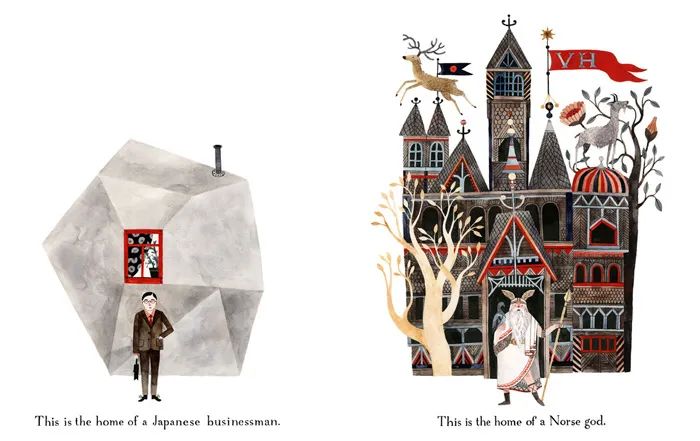 VH
This is the home of a Japanese businessman.
This is the home of a Norse god.